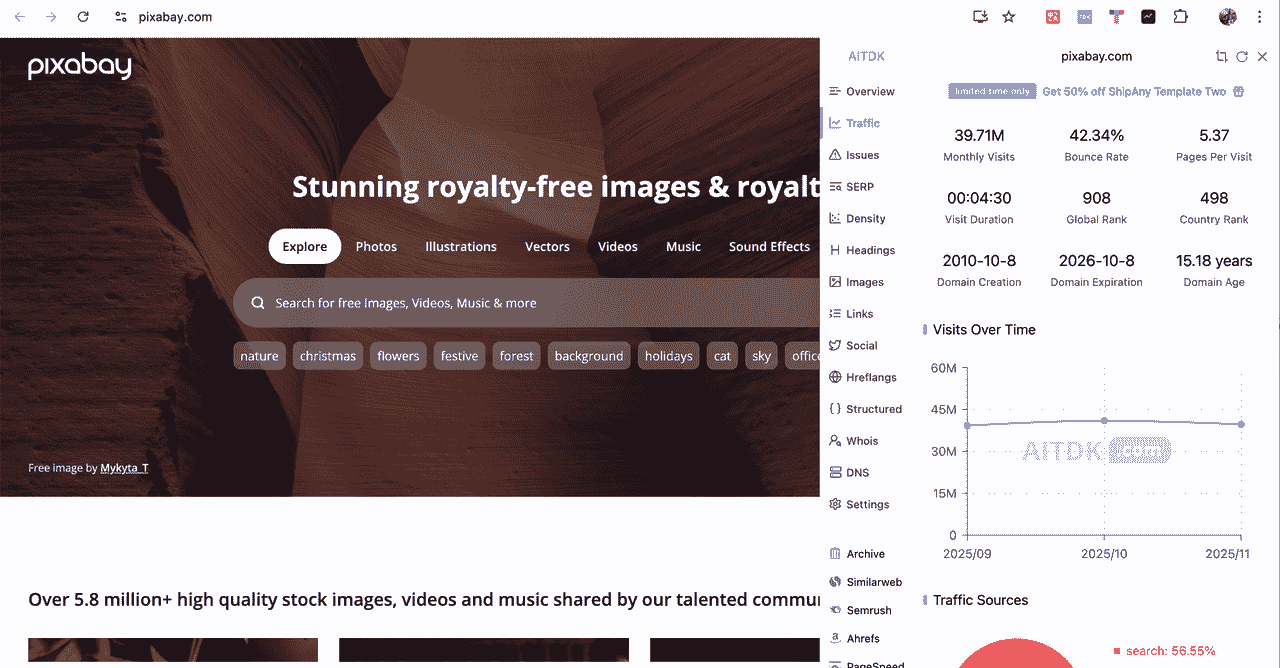 pixabay.com
pixabay
Stunning royalty-free images & royalt
Explore Photos Illustrations Vectors Videos Music Sound Effects
Search for free Images, Videos, Music & more
nature christmas flowers festive forest background holidays cat sky office
Free image by Mykyta_T
Over 5.8 million+ high quality stock images, videos and music shared by our talented commu
AITDK
pixabay.com
Overview
Traffic
Issues
SERP
Density
Headings
Images
Links
Social
Hreflangs
Structured
Whois
DNS
Settings
Archive
Similarweb
Semrush
Ahrefs
PageSpeed
limited time only Get 50% off ShipAny Template Two
39.71M 42.34% 5.37
Monthly Visits Bounce Rate Pages Per Visit
00:04:30 908 498
Visit Duration Global Rank Country Rank
2010-10-8 2026-10-8 15.18 years
Domain Creation Domain Expiration Domain Age
Visits Over Time
60M
45M
30M
15M
0
AITDK .com
2025/09 2025/10 2025/11
Traffic Sources
search: 56.55%